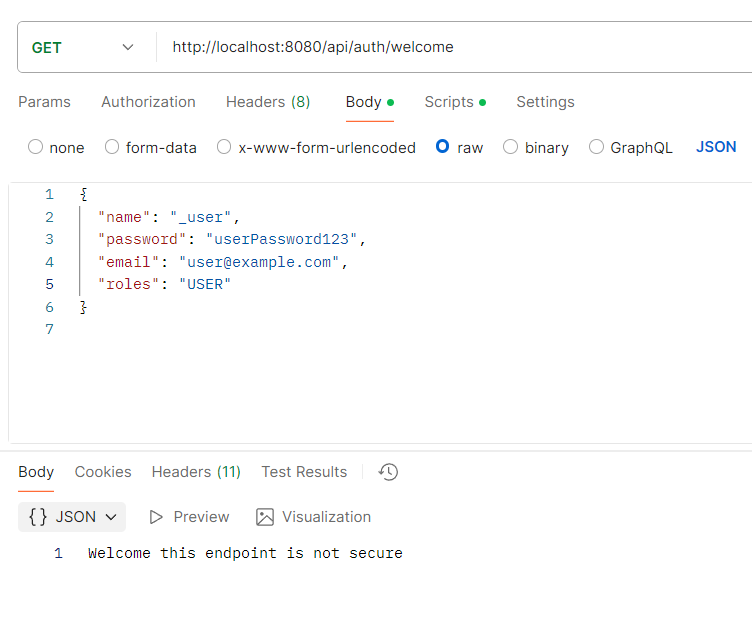 GET http://localhost:8080/api/auth/welcome
Params Authorization Headers (8) Body Scripts Settings
none form-data x-www-form-urlencoded raw binary GraphQL JSON
1 {
2 "name": "_user",
3 "password": "userPassword123",
4 "email": "user@example.com",
5 "roles": "USER"
6 }
7
Body Cookies Headers (11) Test Results
{} JSON Preview Visualization
1 Welcome this endpoint is not secure